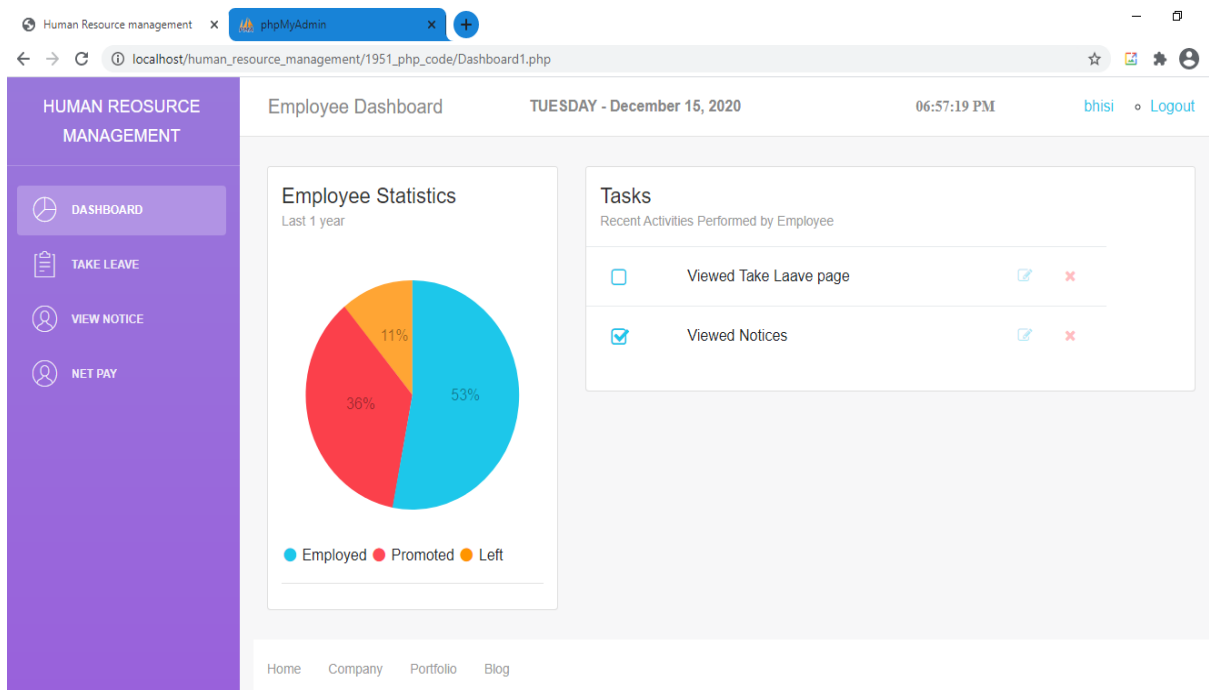 Human Resource management
phpMyAdmin
localhost/human_resource_management/1951_php_code/Dashboard1.php
HUMAN REOSURCE
MANAGEMENT
Employee Dashboard TUESDAY - December 15, 2020 06:57:19 PM bhisi Logout
DASHBOARD
TAKE LEAVE
VIEW NOTICE
NET PAY
Employee Statistics
Last 1 year
11%
36%
53%
Employed Promoted Left
Tasks
Recent Activities Performed by Employee
Viewed Take Laave page
Viewed Notices
Home Company Portfolio Blog